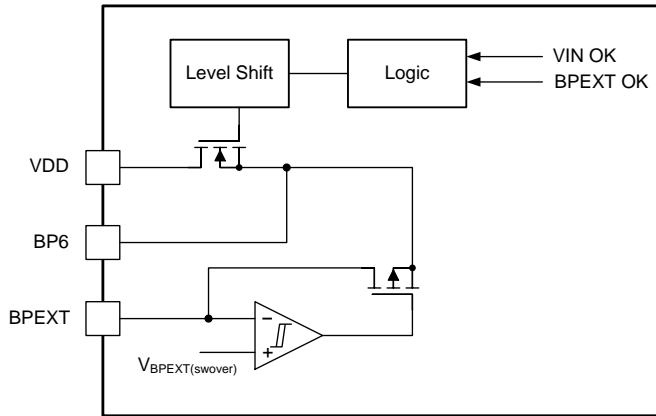 Level Shift
Logic
VIN OK
BPEXT OK
VDD
BP6
BPEXT
−
+
VBPEXT(swover)